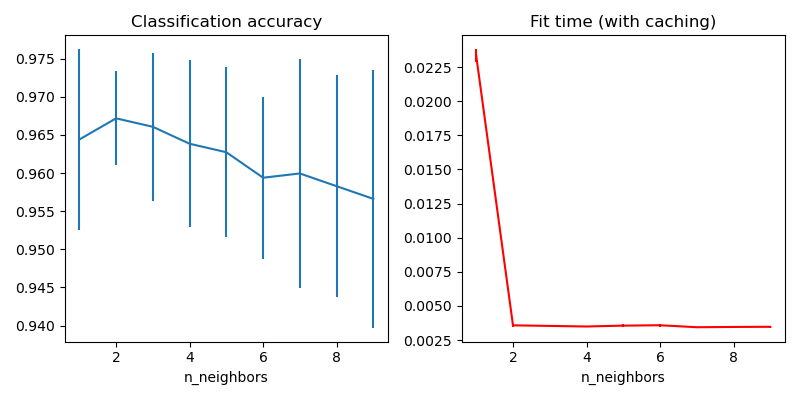 Classification accuracy
0.975
0.970
0.965
0.960
0.955
0.950
0.945
0.940
2 4 6 8
n_neighbors
Fit time (with caching)
0.0225
0.0200
0.0175
0.0150
0.0125
0.0100
0.0075
0.0050
0.0025
2 4 6 8
n_neighbors